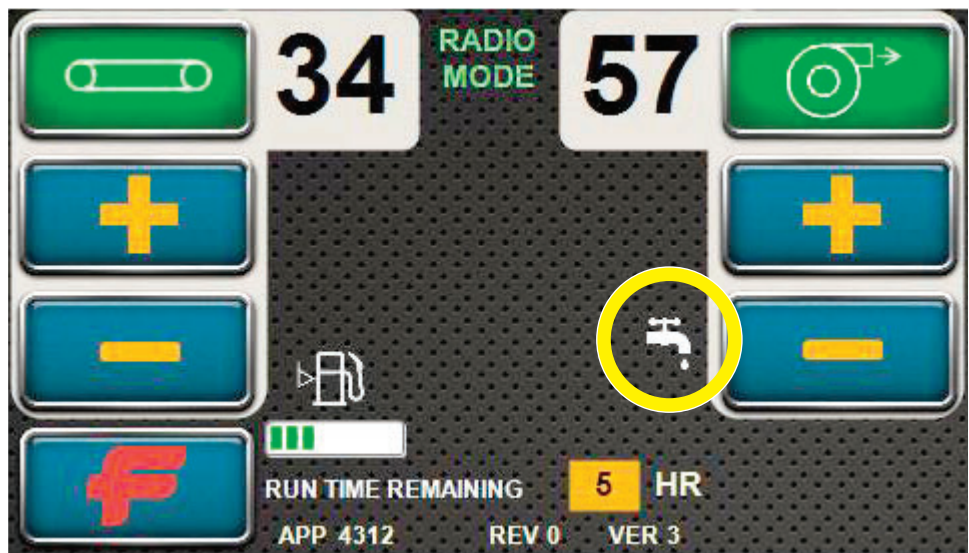 34
RADIO
MODE
57
RUN TIME REMAINING 5 HR
APP 4312 REV 0 VER 3